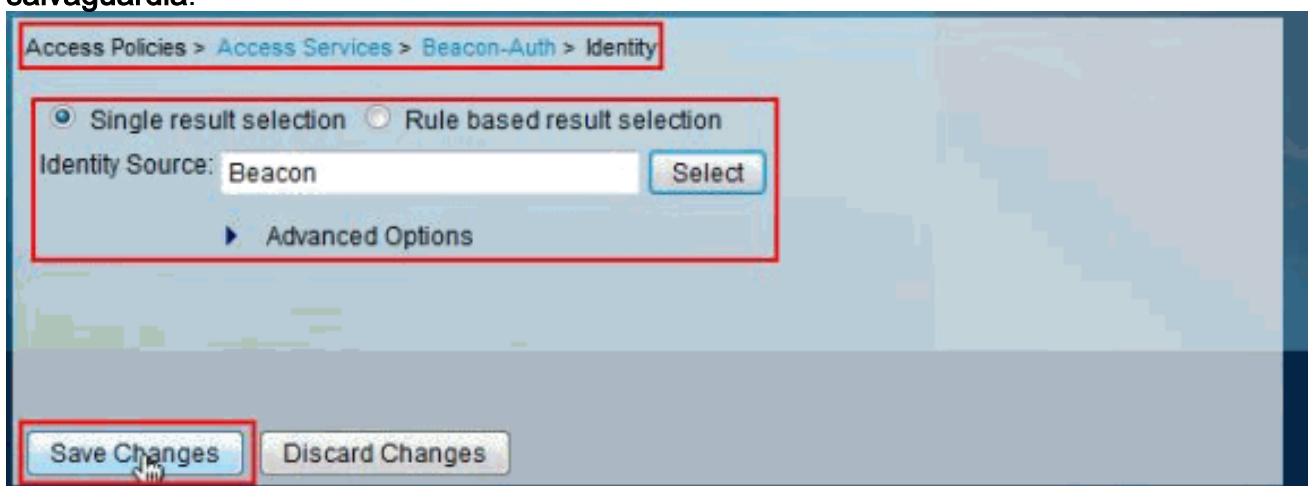 salvaguardia.
Access Policies > Access Services > Beacon-Auth > Identity
Single result selection Rule based result selection
Identity Source: Beacon Select
Advanced Options
Save Changes Discard Changes